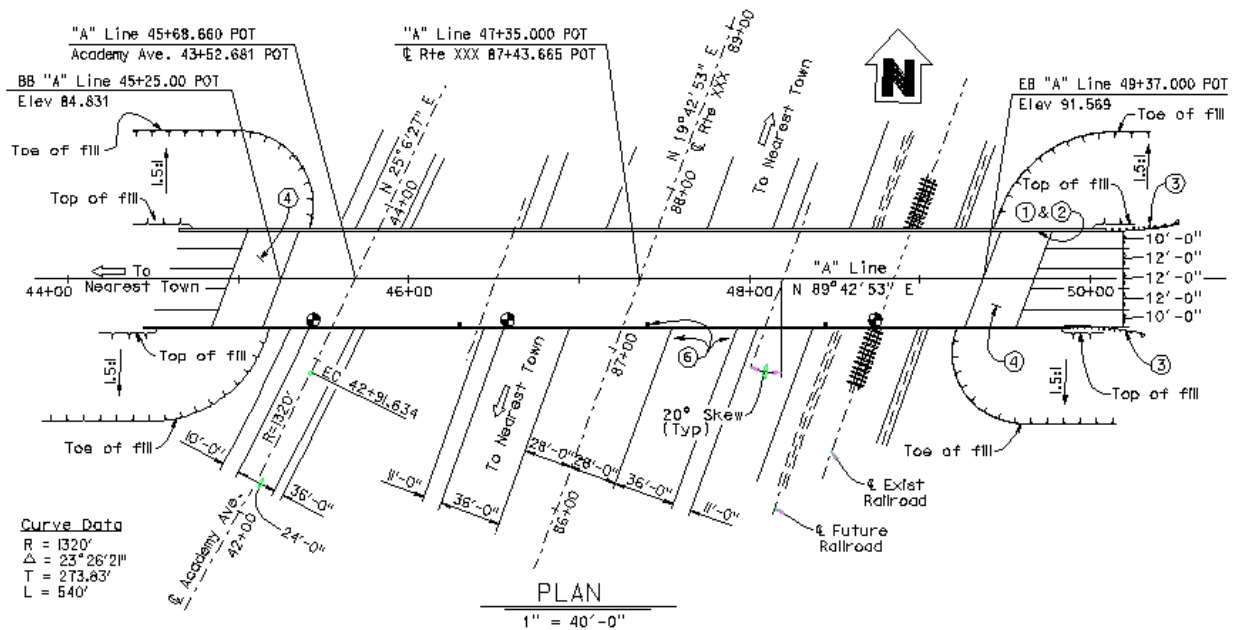 "A" Line 45+68.660 POT
Academy Ave. 43+52.681 POT
"A" Line 47+35.000 POT
℄ Rte XXX 87+43.665 POT
BB "A" Line 45+25.00 POT
Elev 84.831
EB "A" Line 49+37.000 POT
Elev 91.569
N
89+00
N 19°42'53" E
℄ Rte XXX
88+00
To Nearest Town
N 25°6'27" E
44+00
Toe of fill
1.5:1
Top of fill
4
Toe of fill
1.5:1
Top of fill
3
1 & 2
10'-0"
12'-0"
12'-0"
12'-0"
10'-0"
To
Nearest Town
44+00
46+00
48+00
50+00
"A" Line
N 89°42'53" E
Top of fill
1.5:1
Toe of fill
EC 42+91.634
R=1320'
To Nearest Town
87+00
6
20° Skew
(Typ)
4
3
Top of fill
1.5:1
Toe of fill
10'-0"
36'-0"
24'-0"
11'-0"
36'-0"
28'-0"
28'-0"
36'-0"
11'-0"
℄ Exist
Railroad
℄ Future
Railroad
℄ Academy Ave.
42+00
86+00
Curve Data
R = 1320'
△ = 23°26'21"
T = 273.83'
L = 540'
PLAN
1" = 40'-0"